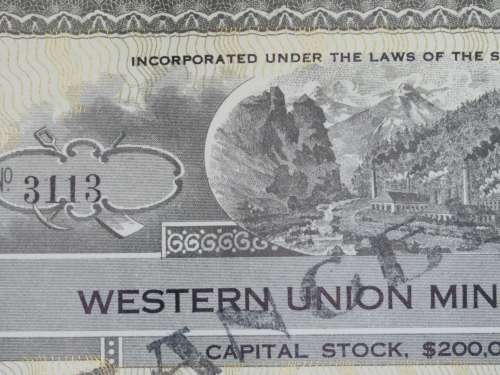 INCORPORATED UNDER THE LAWS OF THE S
NO 3113
WESTERN UNION MIN
CAPITAL STOCK, $200,0